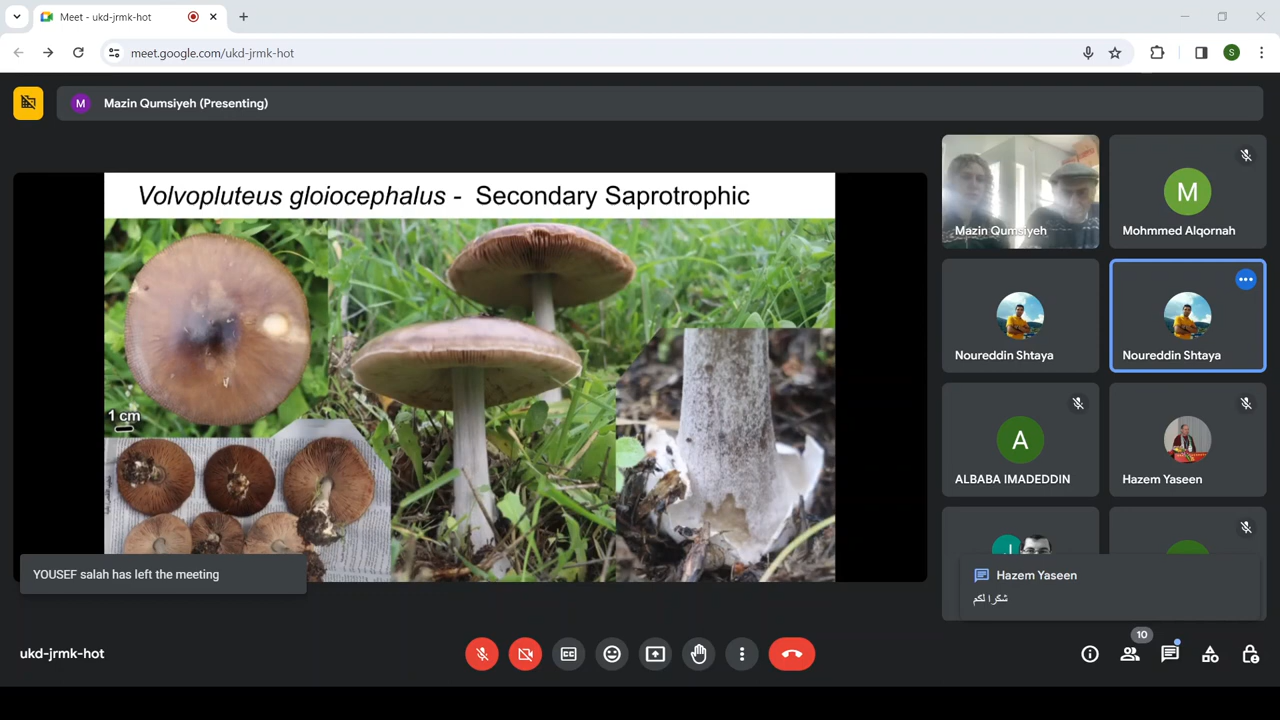 Meet - ukd-jrmk-hot
meet.google.com/ukd-jrmk-hot
S
M
Mazin Qumsiyeh (Presenting)
Volvopluteus gloiocephalus - Secondary Saprotrophic
1 cm
Mazin Qumsiyeh
M
Mohmmed Alqornah
Noureddin Shtaya
Noureddin Shtaya
A
ALBABA IMADEDDIN
Hazem Yaseen
YOUSEF salah has left the meeting
Hazem Yaseen
شگرا لكم
ukd-jrmk-hot
10